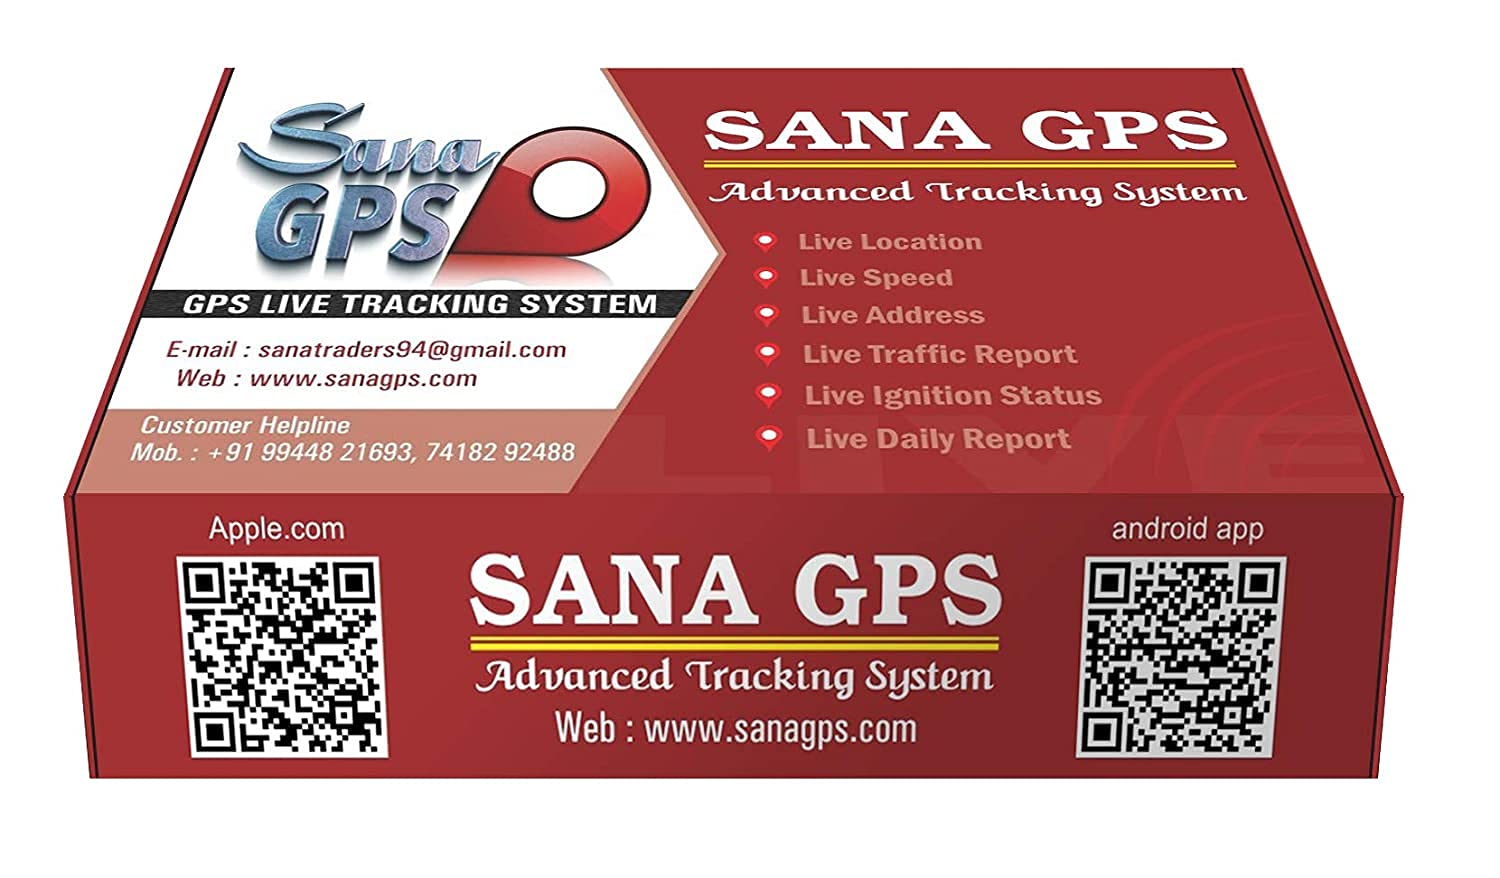 Sana
GPS
GPS LIVE TRACKING SYSTEM
E-mail : sanatraders94@gmail.com
Web : www.sanagps.com
Customer Helpline
Mob. : +91 99448 21693, 74182 92488
SANA GPS
Advanced Tracking System
Live Location
Live Speed
Live Address
Live Traffic Report
Live Ignition Status
Live Daily Report
LIVE
Apple.com
SANA GPS
Advanced Tracking System
Web : www.sanagps.com
android app